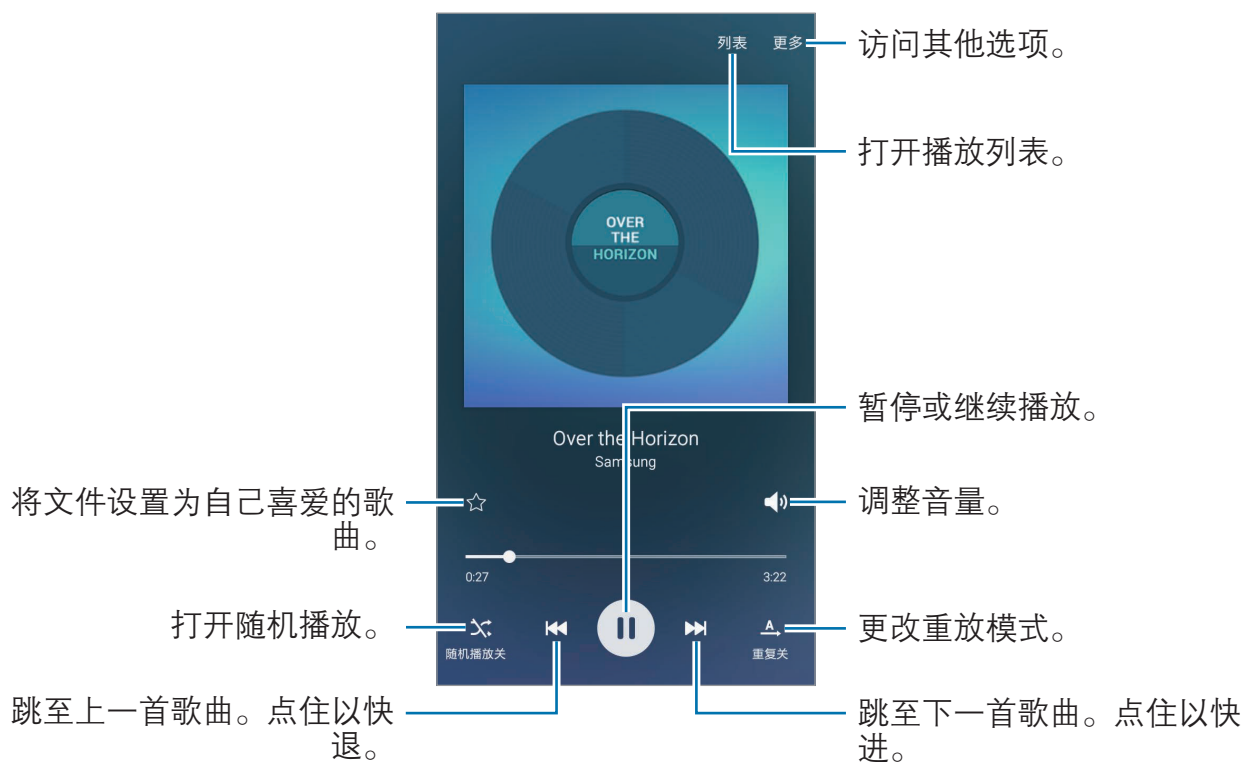 列表 更多
访问其他选项。
打开播放列表。
OVER
THE
HORIZON
暂停或继续播放。
Over the Horizon
Samsung
将文件设置为自己喜爱的歌
曲。
调整音量。
0:27 3:22
打开随机播放。
随机播放关
A
重复关
更改重放模式。
跳至上一首歌曲。点住以快
退。
跳至下一首歌曲。点住以快
进。